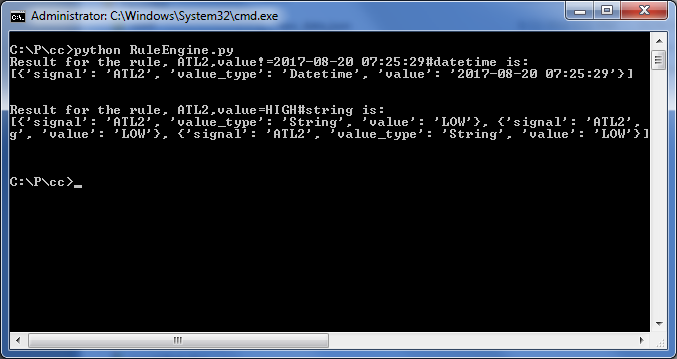 Administrator: C:\Windows\System32\cmd.exe
C:\P\cc>python RuleEngine.py
Result for the rule, ATL2,value!=2017-08-20 07:25:29#datetime is:
[{'signal': 'ATL2', 'value_type': 'Datetime', 'value': '2017-08-20 07:25:29'}]
Result for the rule, ATL2,value=HIGH#string is:
[{'signal': 'ATL2', 'value_type': 'String', 'value': 'LOW'}, {'signal': 'ATL2',
g', 'value': 'LOW'}, {'signal': 'ATL2', 'value_type': 'String', 'value': 'LOW'}]
C:\P\cc>_